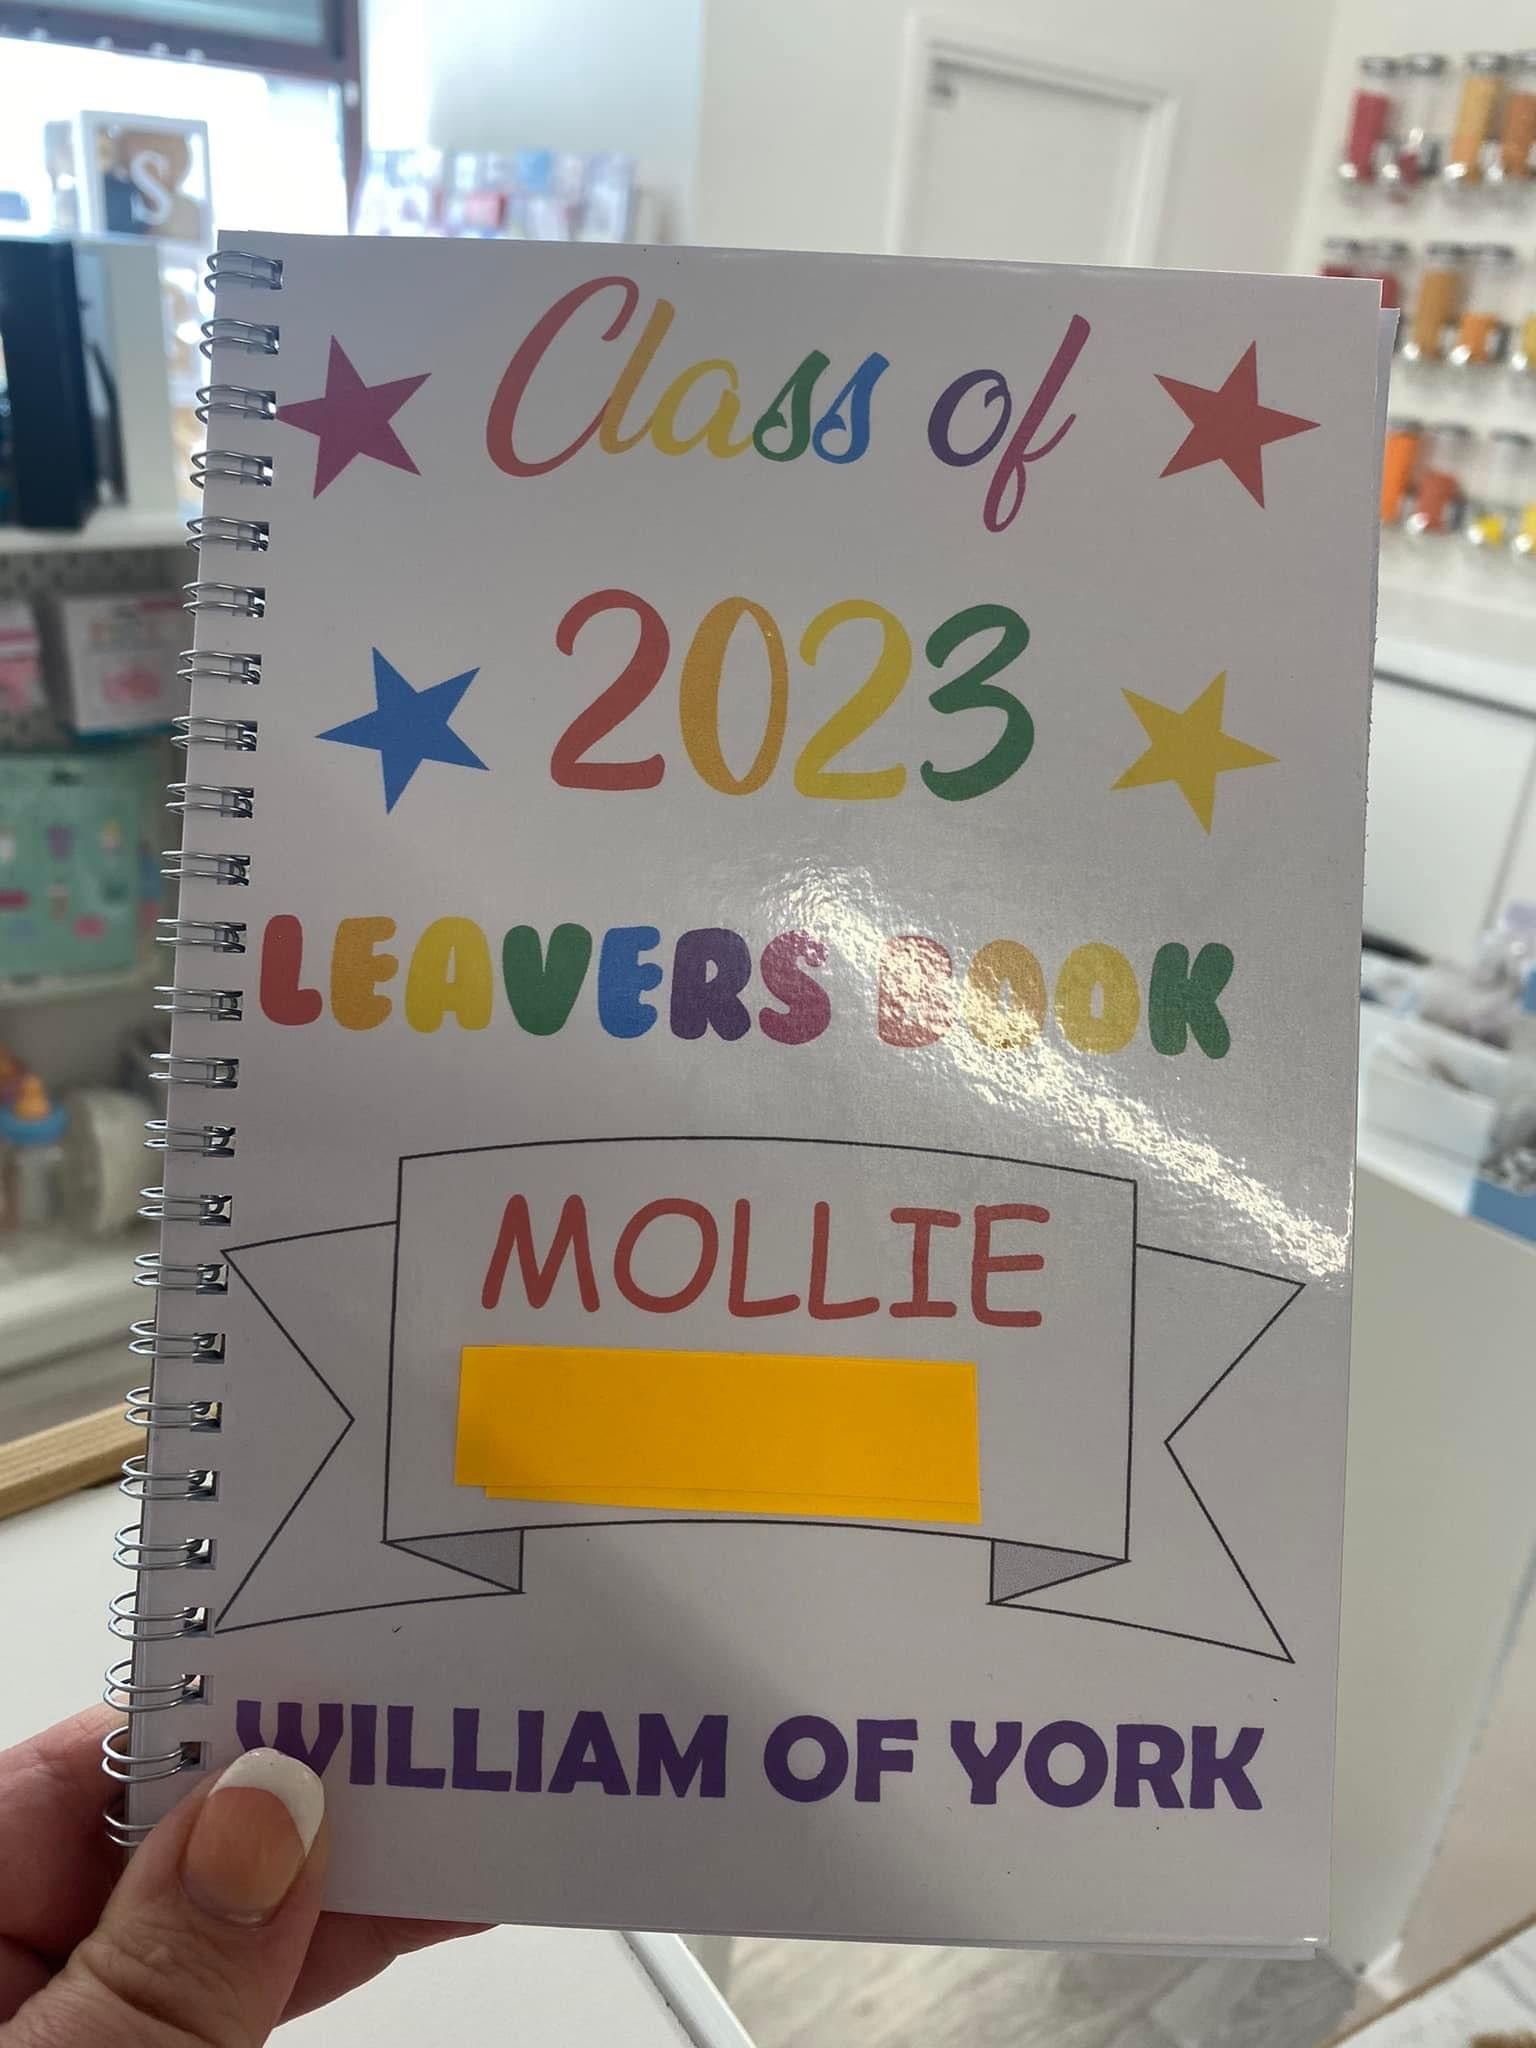 S
Class of
2023
LEAVERS BOOK
MOLLIE
WILLIAM OF YORK